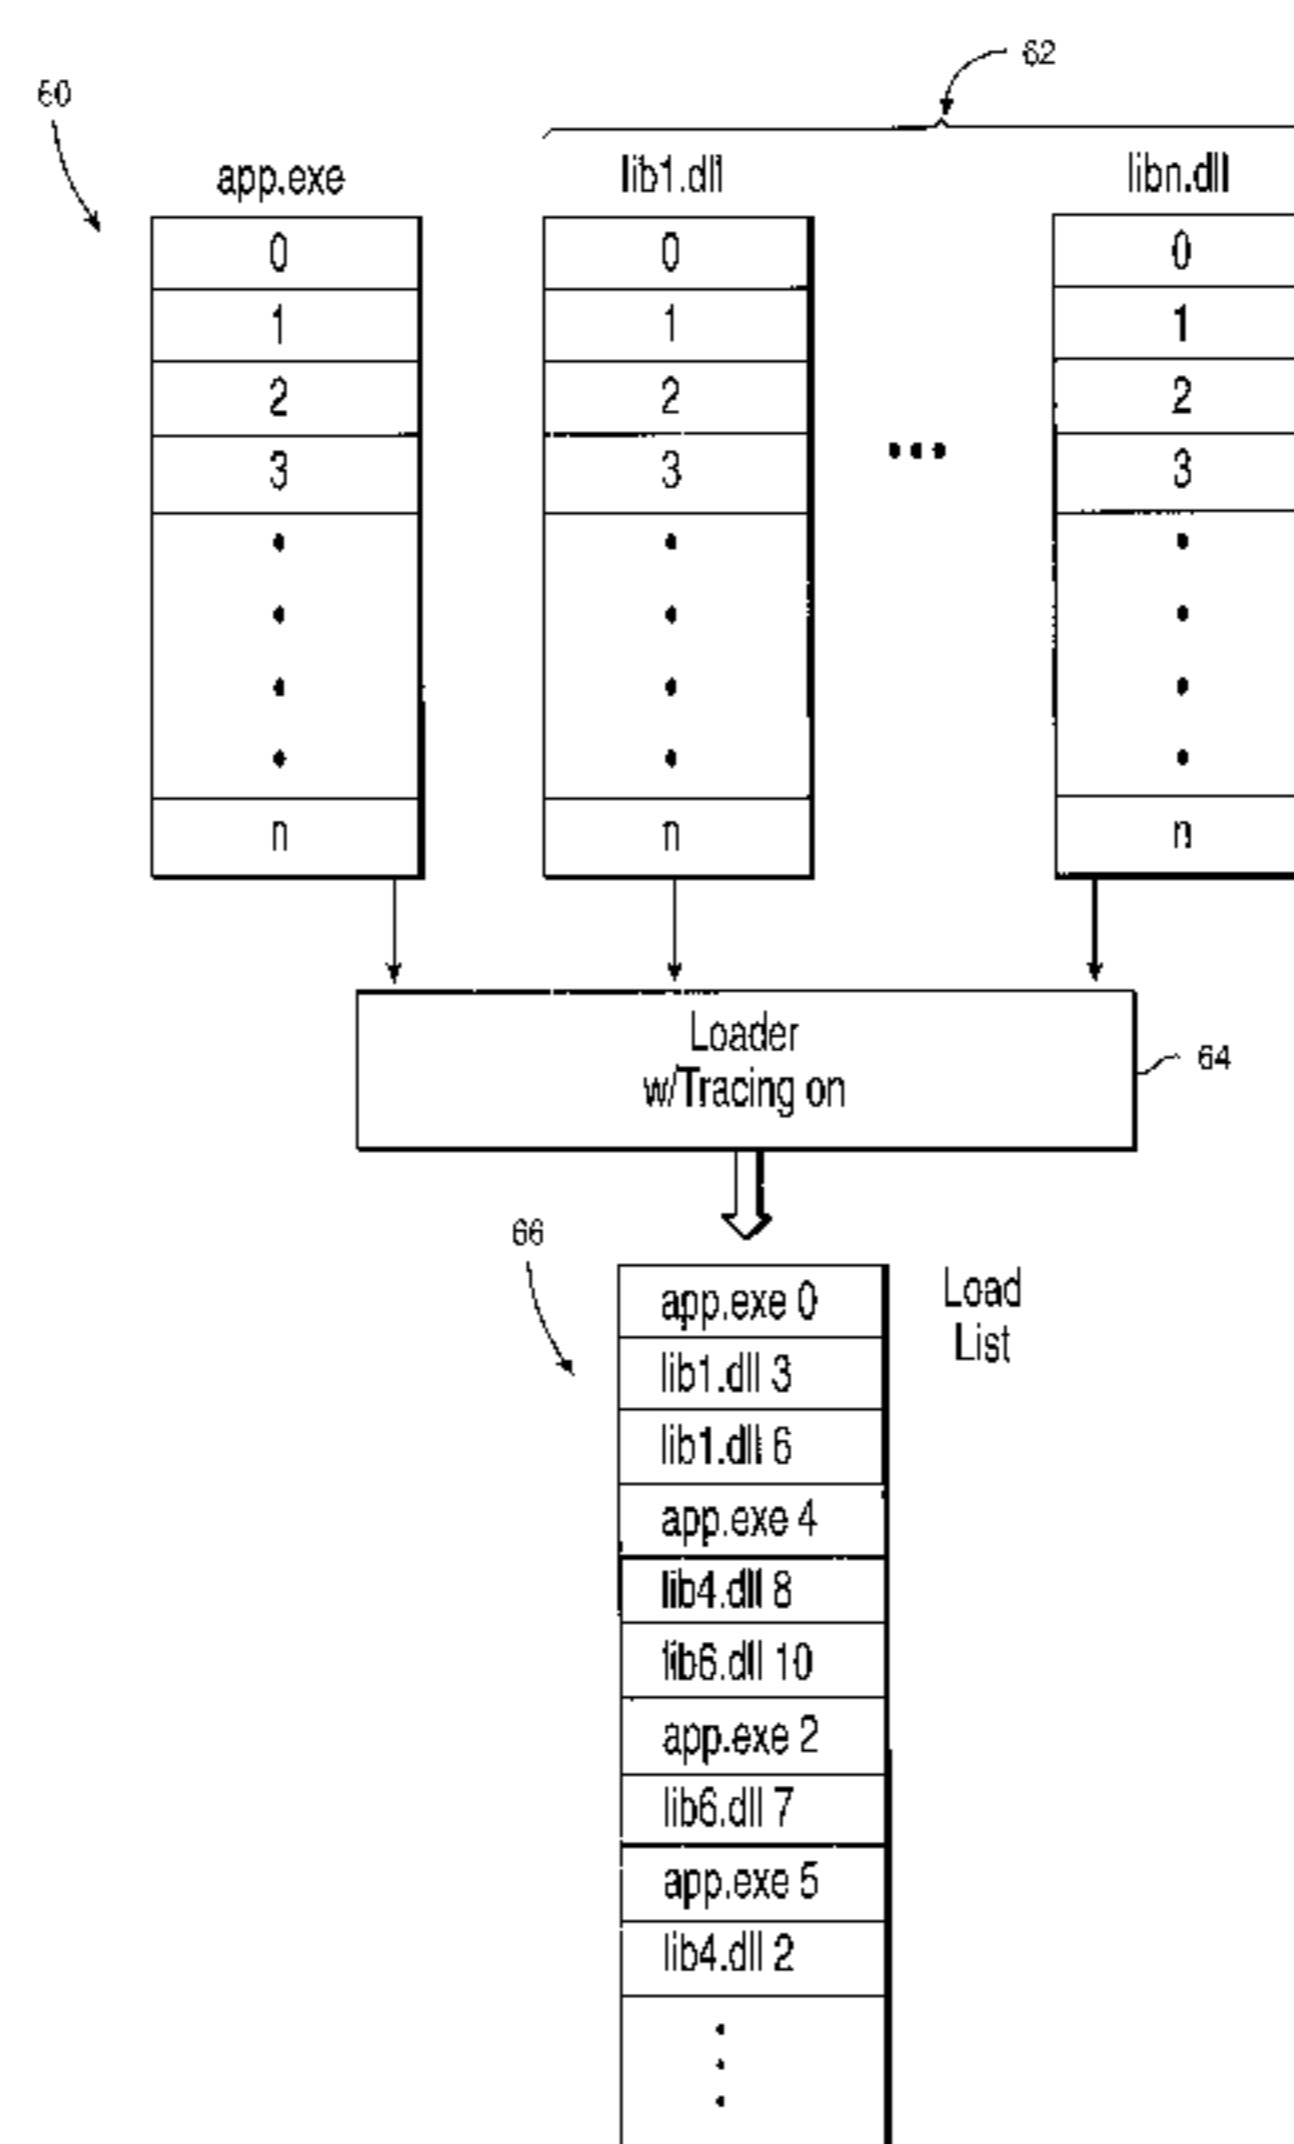 62
60
app.exe
lib1.dll
libn.dll
0
0
0
1
1
1
2
2
2
3
3
3
n
n
n
Loader
w/Tracing on
64
66
Load
List
app.exe 0
lib1.dll 3
lib1.dll 6
app.exe 4
lib4.dll 8
lib6.dll 10
app.exe 2
lib6.dll 7
app.exe 5
lib4.dll 2